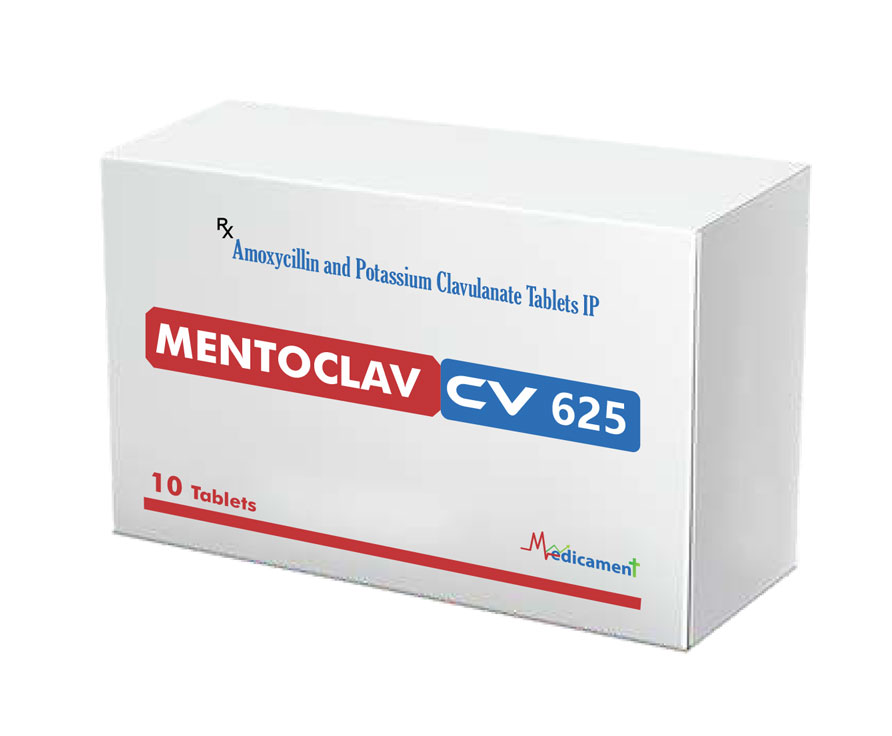 Rx
Amoxycillin and Potassium Clavulanate Tablets IP
MENTOCLAV CV 625
10 Tablets
Medicament